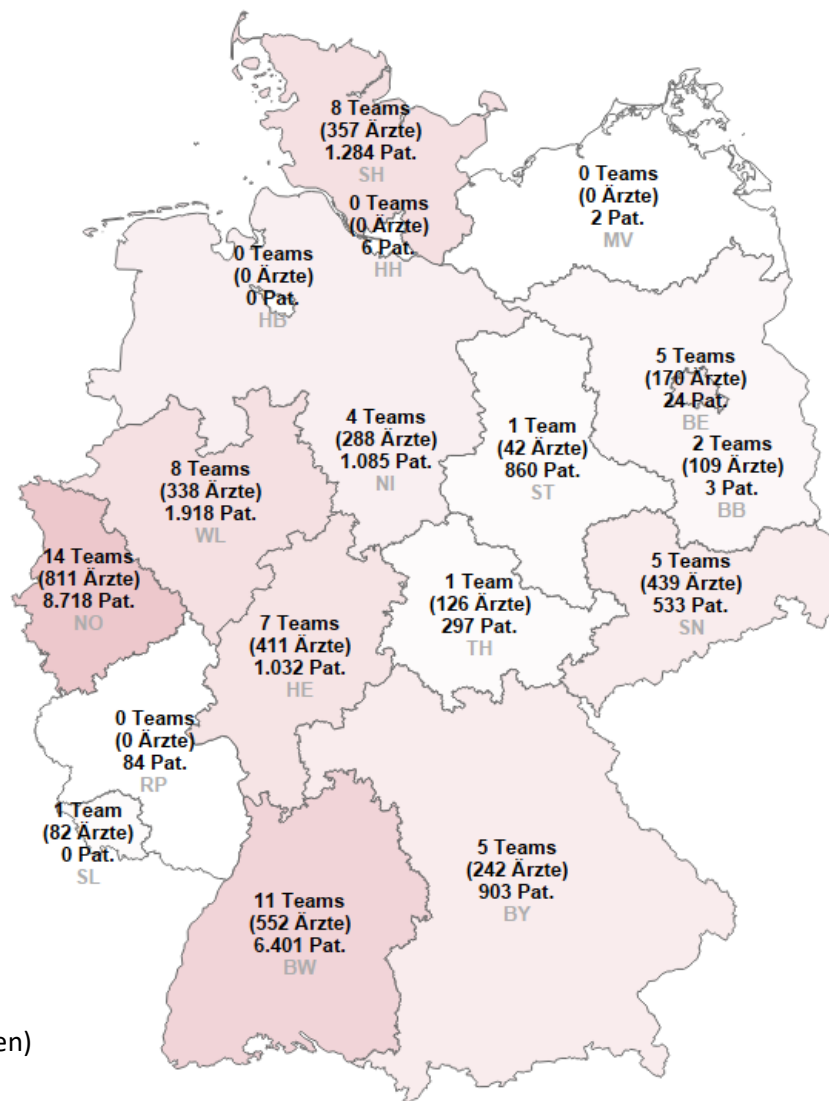 8 Teams
(357 Ärzte)
1.284 Pat.
SH
0 Teams
(0 Ärzte)
2 Pat.
MV
0 Teams
(0 Ärzte)
6 Pat.
HH
0 Teams
(0 Ärzte)
0 Pat.
HB
5 Teams
(170 Ärzte)
24 Pat.
BE
4 Teams
(288 Ärzte)
1.085 Pat.
NI
1 Team
(42 Ärzte)
860 Pat.
ST
2 Teams
(109 Ärzte)
3 Pat.
BB
8 Teams
(338 Ärzte)
1.918 Pat.
WL
14 Teams
(811 Ärzte)
8.718 Pat.
NO
7 Teams
(411 Ärzte)
1.032 Pat.
HE
1 Team
(126 Ärzte)
297 Pat.
TH
5 Teams
(439 Ärzte)
533 Pat.
SN
0 Teams
(0 Ärzte)
84 Pat.
RP
1 Team
(82 Ärzte)
0 Pat.
SL
11 Teams
(552 Ärzte)
6.401 Pat.
BW
5 Teams
(242 Ärzte)
903 Pat.
BY
en)